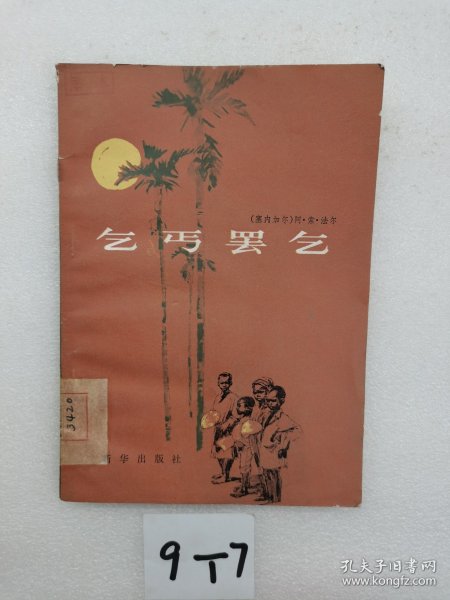 (塞内加尔)阿·索·法尔
乞丐罢乞
3420
新华出版社
9-7
孔夫子旧书网
www.kongfz.com